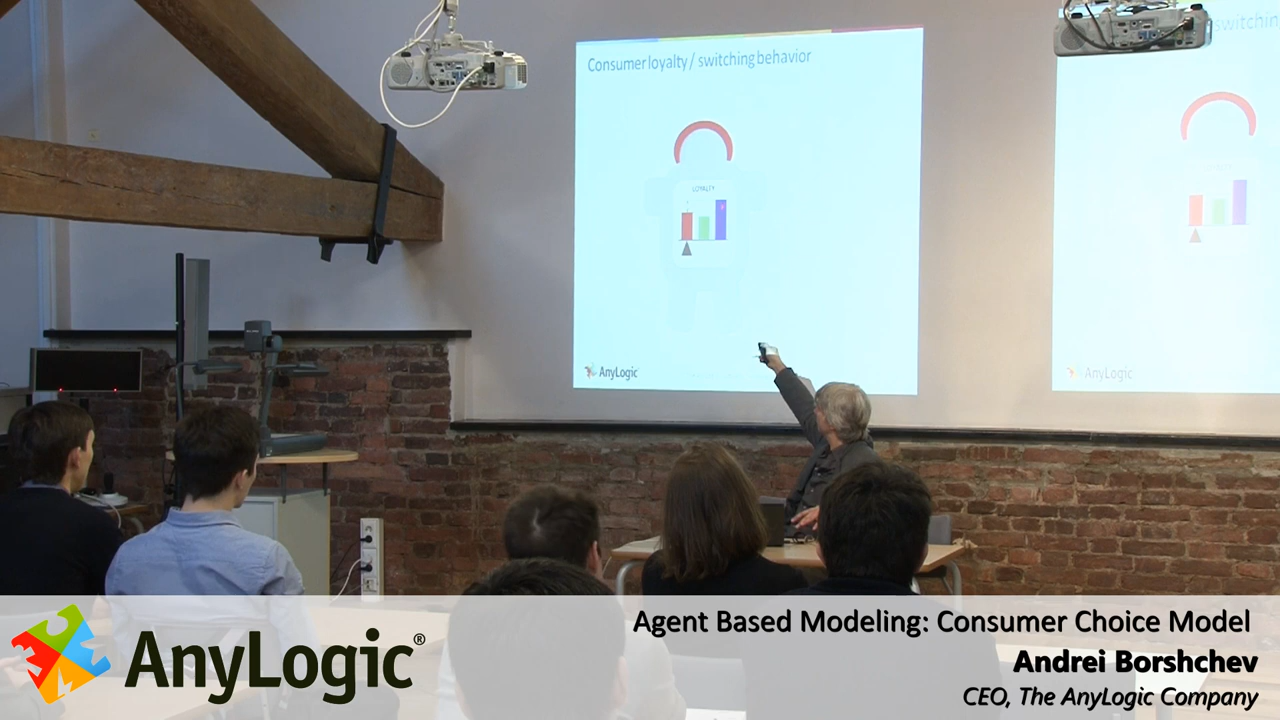 Consumer loyalty / switching behavior
switchin
LOYALTY
AnyLogic
AnyLogic
Agent Based Modeling: Consumer Choice Model
Andrei Borshchev
CEO, The AnyLogic Company
AnyLogic®